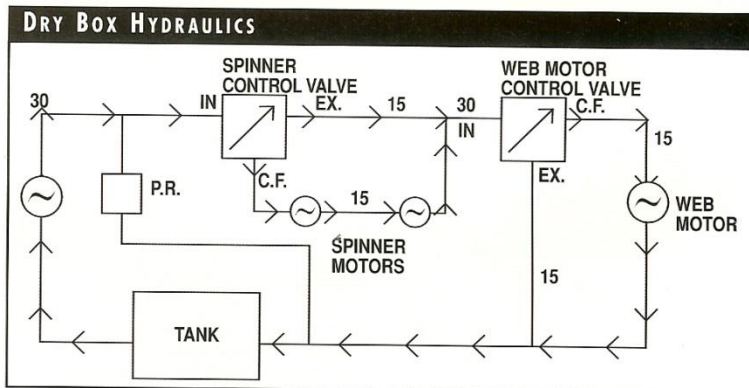 DRY BOX HYDRAULICS
SPINNER
CONTROL VALVE
WEB MOTOR
CONTROL VALVE
30
IN
EX.
15
30
IN
C.F.
15
P.R.
C.F.
15
EX.
SPINNER
MOTORS
WEB
MOTOR
15
TANK